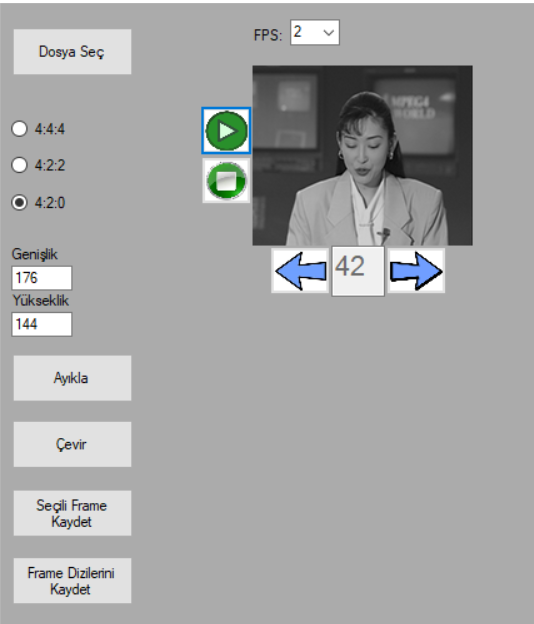 Dosya Seç
FPS: 2
4:4:4
4:2:2
4:2:0
MPEG4
WORLD
Genişlik
176
Yükseklik
144
42
Ayıkla
Çevir
Seçili Frame
Kaydet
Frame Dizilerini
Kaydet